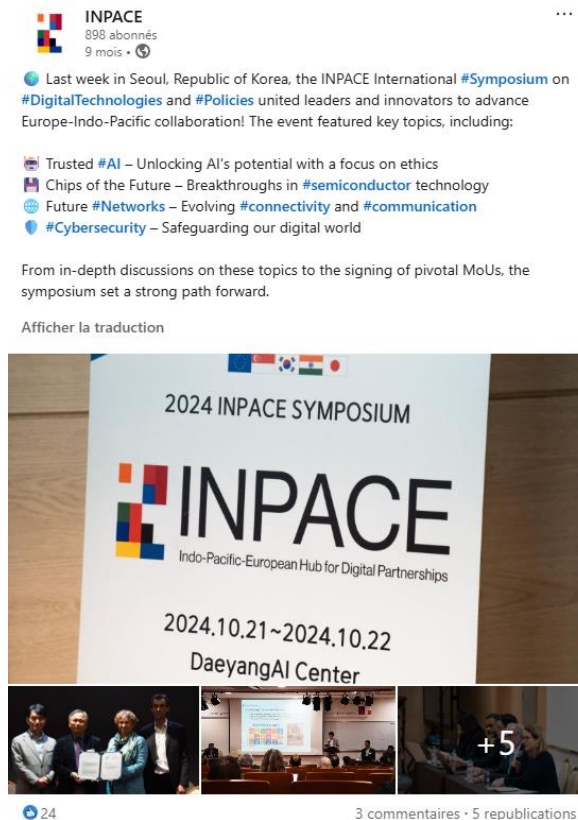 INPACE
898 abonnés
9 mois •
Last week in Seoul, Republic of Korea, the INPACE International #Symposium on
#DigitalTechnologies and #Policies united leaders and innovators to advance
Europe-Indo-Pacific collaboration! The event featured key topics, including:
Trusted #AI – Unlocking AI's potential with a focus on ethics
Chips of the Future – Breakthroughs in #semiconductor technology
Future #Networks – Evolving #connectivity and #communication
#Cybersecurity – Safeguarding our digital world
From in-depth discussions on these topics to the signing of pivotal MoUs, the
symposium set a strong path forward.
Afficher la traduction
2024 INPACE SYMPOSIUM
INPACE
Indo-Pacific-European Hub for Digital Partnerships
2024.10.21~2024.10.22
DaeyangAI Center
+5
24
3 commentaires • 5 republications